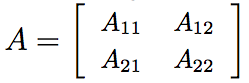 A = [ A₁₁ A₁₂
A₂₁ A₂₂ ]